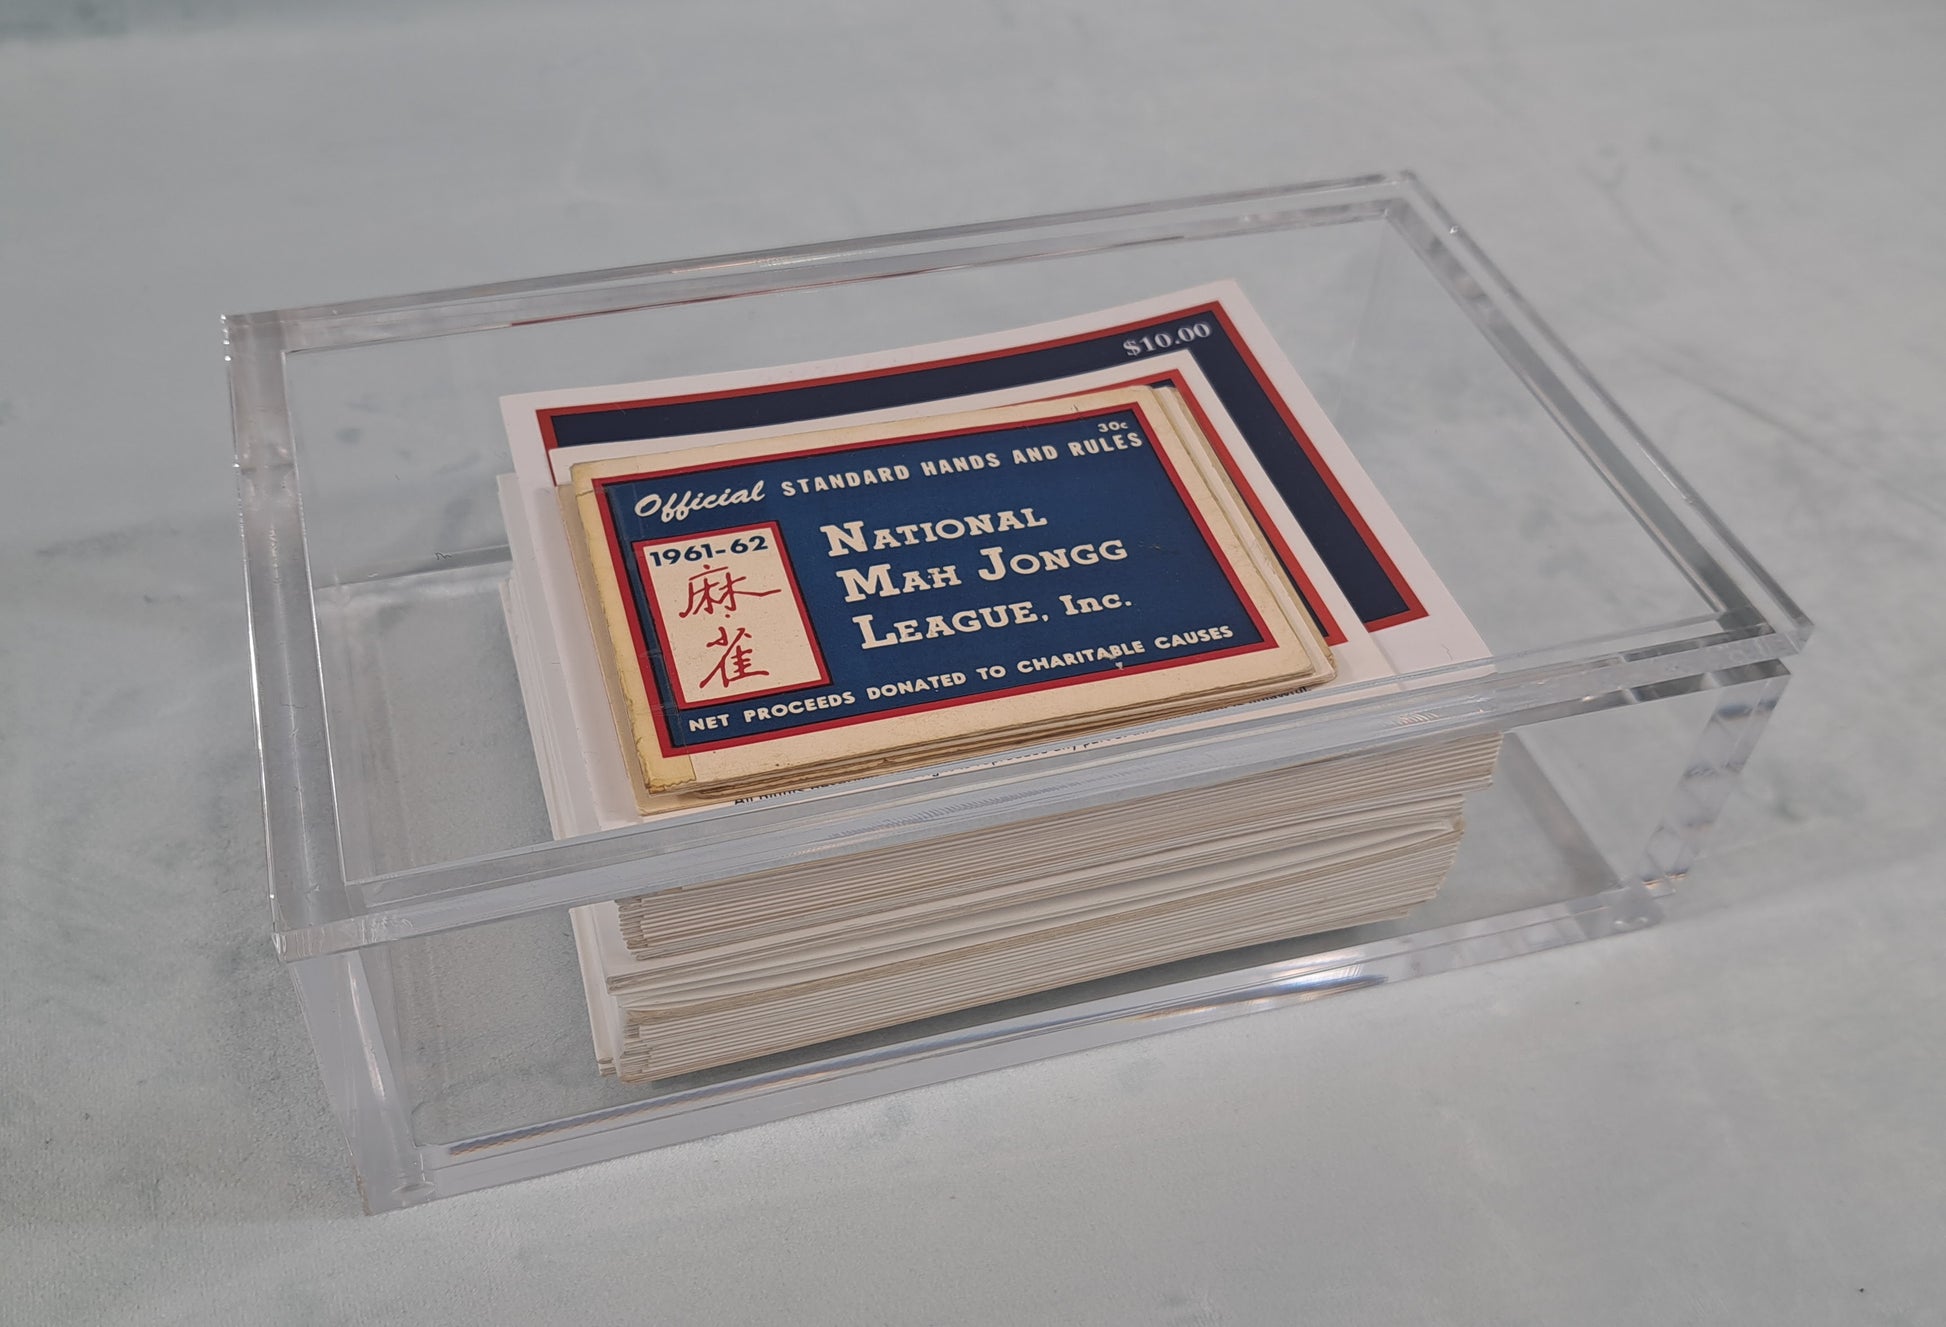 $10.00
30c
Official STANDARD HANDS AND RULES
1961-62
麻
雀
NATIONAL
MAH JONGG
LEAGUE, Inc.
NET PROCEEDS DONATED TO CHARITABLE CAUSES